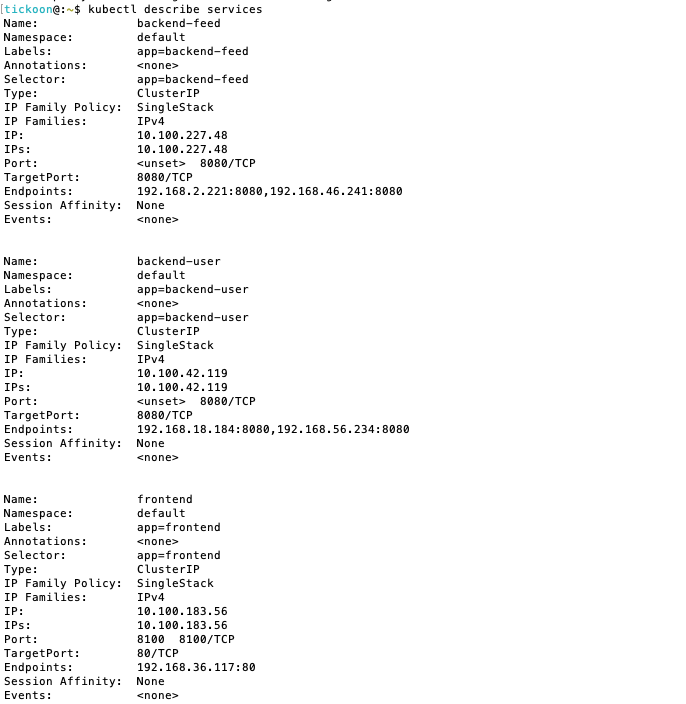 [tickoon@:~$ kubectl describe services
Name:              backend-feed
Namespace:         default
Labels:            app=backend-feed
Annotations:       <none>
Selector:          app=backend-feed
Type:              ClusterIP
IP Family Policy:  SingleStack
IP Families:       IPv4
IP:                10.100.227.48
IPs:               10.100.227.48
Port:              <unset>  8080/TCP
TargetPort:        8080/TCP
Endpoints:         192.168.2.221:8080,192.168.46.241:8080
Session Affinity:  None
Events:            <none>


Name:              backend-user
Namespace:         default
Labels:            app=backend-user
Annotations:       <none>
Selector:          app=backend-user
Type:              ClusterIP
IP Family Policy:  SingleStack
IP Families:       IPv4
IP:                10.100.42.119
IPs:               10.100.42.119
Port:              <unset>  8080/TCP
TargetPort:        8080/TCP
Endpoints:         192.168.18.184:8080,192.168.56.234:8080
Session Affinity:  None
Events:            <none>


Name:              frontend
Namespace:         default
Labels:            app=frontend
Annotations:       <none>
Selector:          app=frontend
Type:              ClusterIP
IP Family Policy:  SingleStack
IP Families:       IPv4
IP:                10.100.183.56
IPs:               10.100.183.56
Port:              8100  8100/TCP
TargetPort:        80/TCP
Endpoints:         192.168.36.117:80
Session Affinity:  None
Events:            <none>